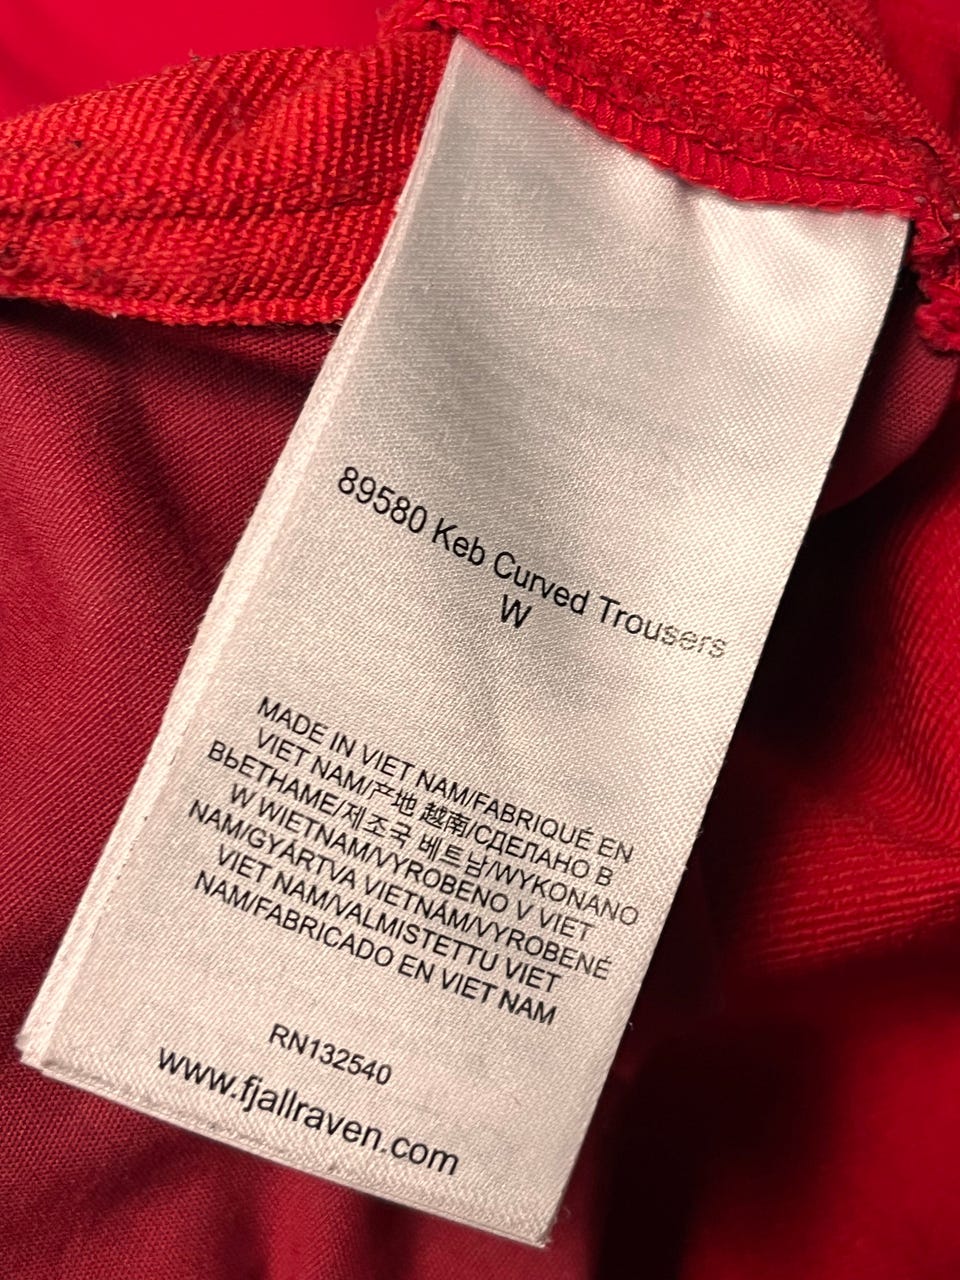 89580 Keb Curved Trousers
W
MADE IN VIET NAM/FABRIQUÉ EN
VIET NAM/产地 越南/СДЕЛАНО В
ВЬЕТНАМЕ/제조국 베트남/WYKONANO
W WIETNAM/VYROBENO V VIET
NAM/GYÁRTVA VIETNAM/VYROBENÉ
VIET NAM/VALMISTETTU VIET
NAM/FABRICADO EN VIET NAM
RN132540
www.fjallraven.com